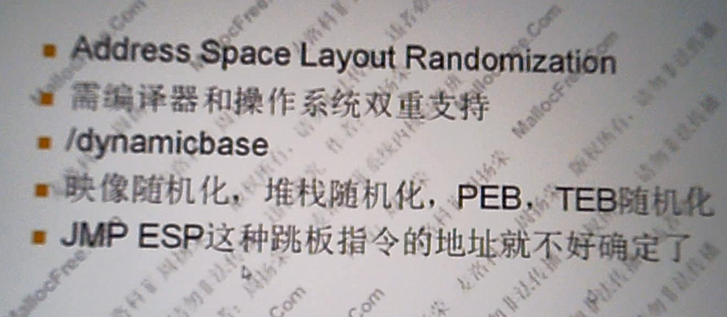 Address Space Layout Randomization
需编译器和操作系统双重支持
/dynamicbase
映像随机化，堆栈随机化，PEB，TEB随机化
JMP ESP这种跳板指令的地址就不好确定了